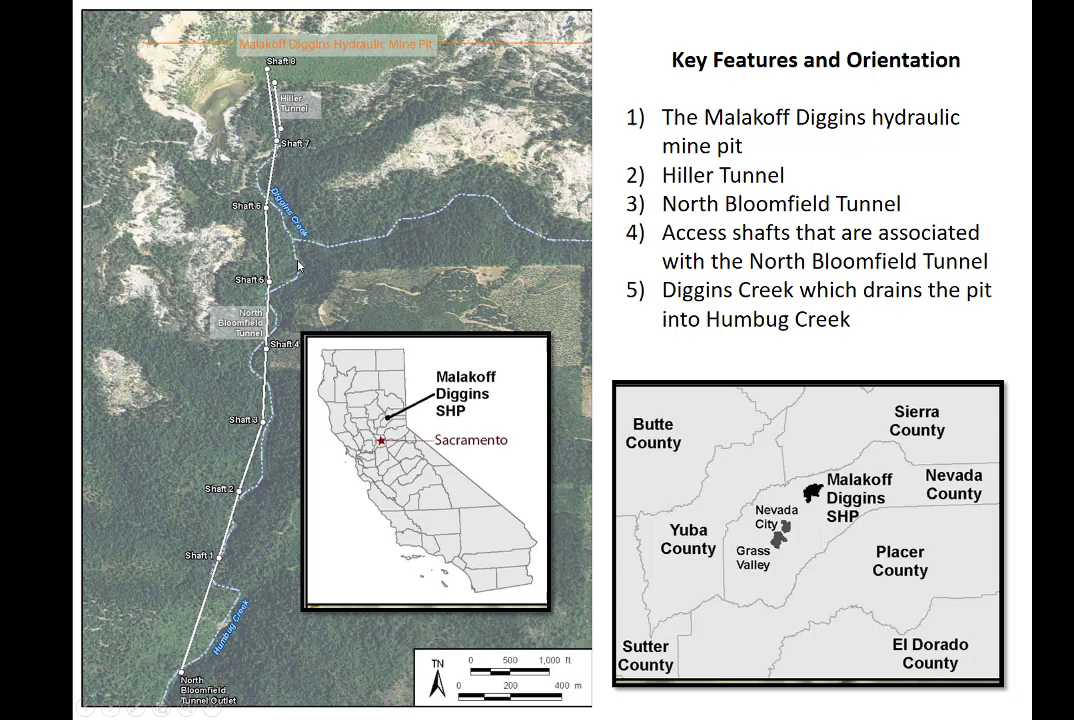 Malakoff Diggins Hydraulic Mine Pit
Shaft 8
Hiller
Tunnel
Shaft 7
Shaft 6
Diggins Creek
Shaft 5
North
Bloomfield
Tunnel
Shaft 4
Shaft 3
Shaft 2
Shaft 1
Humbug Creek
North
Bloomfield
Tunnel Outlet
Malakoff
Diggins
SHP
Sacramento
TN
0 500 1,000 ft
0 200 400 m
Key Features and Orientation
1) The Malakoff Diggins hydraulic
mine pit
2) Hiller Tunnel
3) North Bloomfield Tunnel
4) Access shafts that are associated
with the North Bloomfield Tunnel
5) Diggins Creek which drains the pit
into Humbug Creek
Butte
County
Sierra
County
Malakoff
Diggins
SHP
Nevada
County
Nevada
City
Yuba
County
Grass
Valley
Placer
County
Sutter
County
El Dorado
County